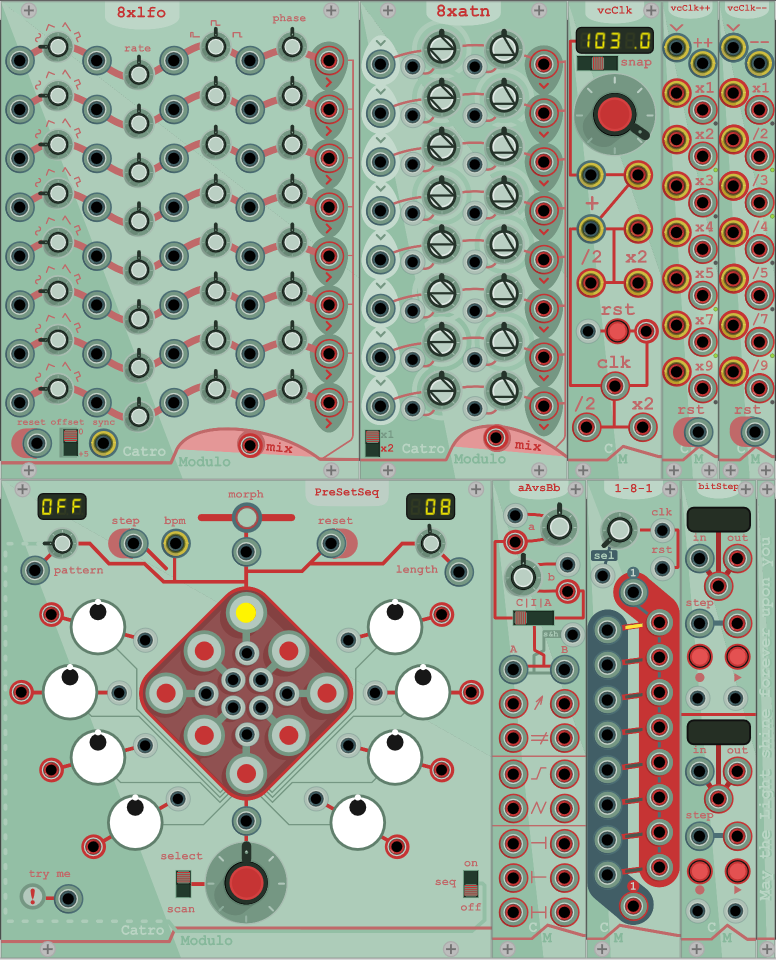 8xlfo
phase
rate
reset offset sync
0
+5
mix
Catro
Modulo
8xatn
x1
x2
mix
Catro
Modulo
vcClk
103.0
snap
+
/2
x2
rst
clk
/2
x2
C
M
vcClk++
++
x1
x2
x3
x4
x5
x7
x9
rst
C
M
vcClk--
--
x1
/2
/3
/4
/5
/7
/9
rst
C
M
PreSetSeq
OFF
morph
08
step
bpm
reset
pattern
length
select
scan
on
seq
off
try me
!
Catro
Modulo
aAvsBb
a
b
C|I|A
s&h
A
B
C
M
1-8-1
clk
rst
sel
1
1
C
M
bitStep
in
out
step
in
out
step
C
M
May the Light shine forever upon you